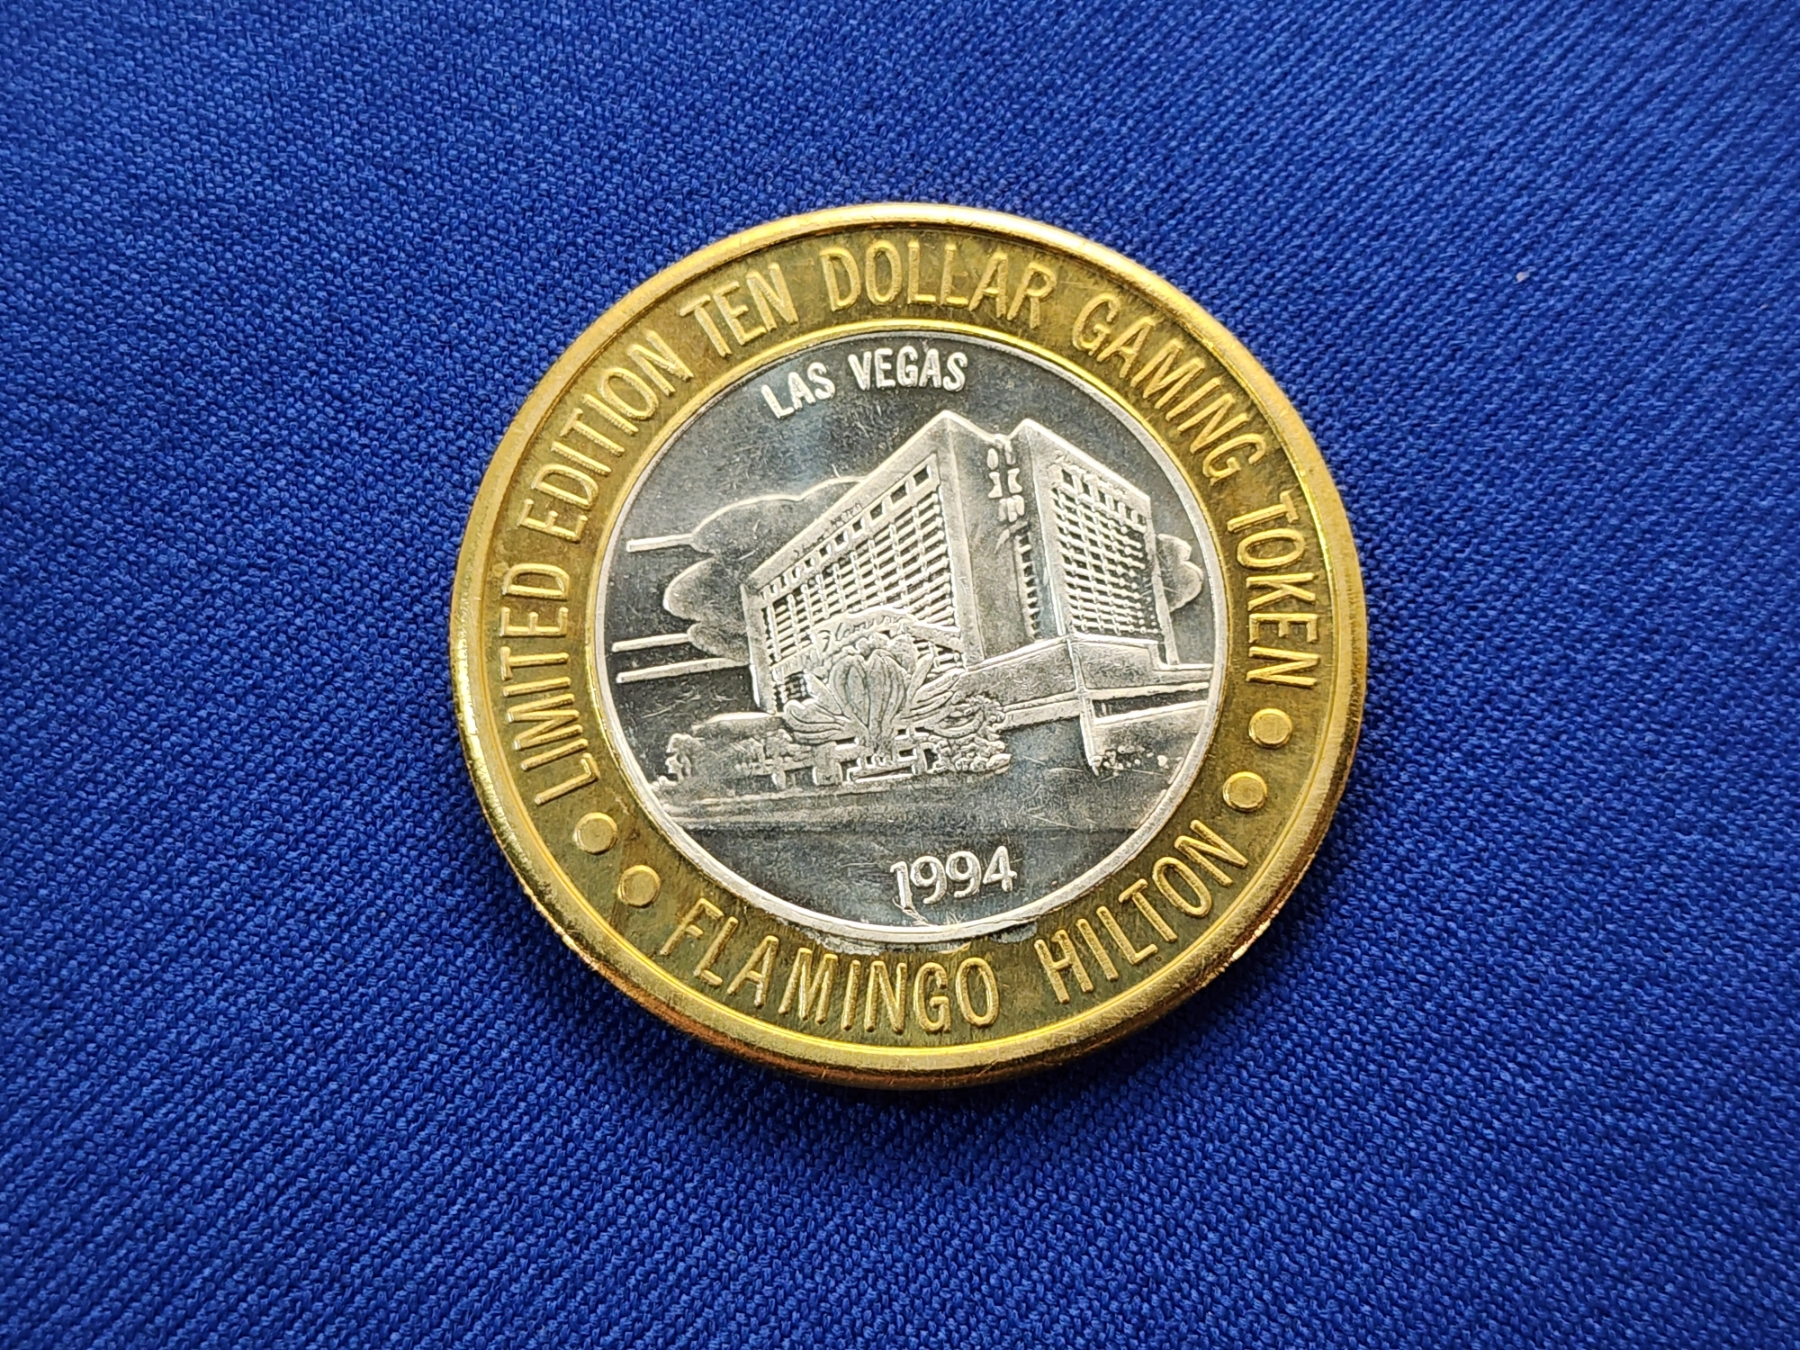 LIMITED EDITION TEN DOLLAR GAMING TOKEN
LAS VEGAS
1994
FLAMINGO HILTON